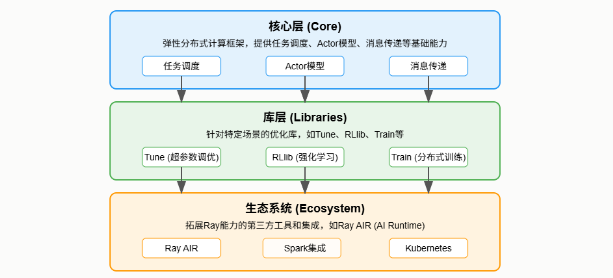 核心层 (Core)
弹性分布式计算框架，提供任务调度、Actor模型、消息传递等基础能力
任务调度 Actor模型 消息传递
库层 (Libraries)
针对特定场景的优化库，如Tune、RLlib、Train等
Tune (超参数调优) RLlib (强化学习) Train (分布式训练)
生态系统 (Ecosystem)
拓展Ray能力的第三方工具和集成，如Ray AIR (AI Runtime)
Ray AIR Spark集成 Kubernetes